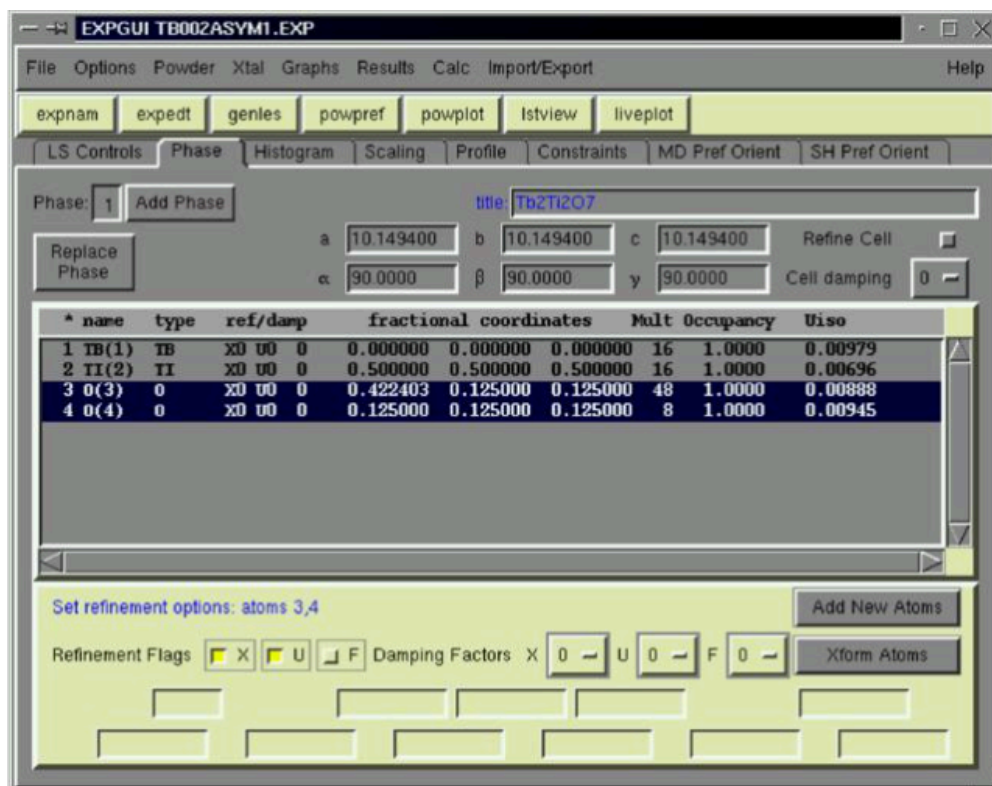 EXPGUI TB002ASYM1.EXP
File Options Powder Xtal Graphs Results Calc Import/Export Help
expnam expedt genles powpref powplot lstview liveplot
LS Controls Phase Histogram Scaling Profile Constraints MD Pref Orient SH Pref Orient
Phase: 1 Add Phase title: Tb2Ti2O7
Replace Phase
a 10.149400 b 10.149400 c 10.149400 Refine Cell
α 90.0000 β 90.0000 γ 90.0000 Cell damping 0
* name type ref/damp fractional coordinates Mult Occupancy Uiso
1 TB(1) TB X0 U0 0 0.000000 0.000000 0.000000 16 1.0000 0.00979
2 TI(2) TI X0 U0 0 0.500000 0.500000 0.500000 16 1.0000 0.00696
3 O(3) O X0 U0 0 0.422403 0.125000 0.125000 48 1.0000 0.00888
4 O(4) O X0 U0 0 0.125000 0.125000 0.125000 8 1.0000 0.00945
Set refinement options: atoms 3,4 Add New Atoms
Refinement Flags X U F Damping Factors X 0 U 0 F 0 Xform Atoms